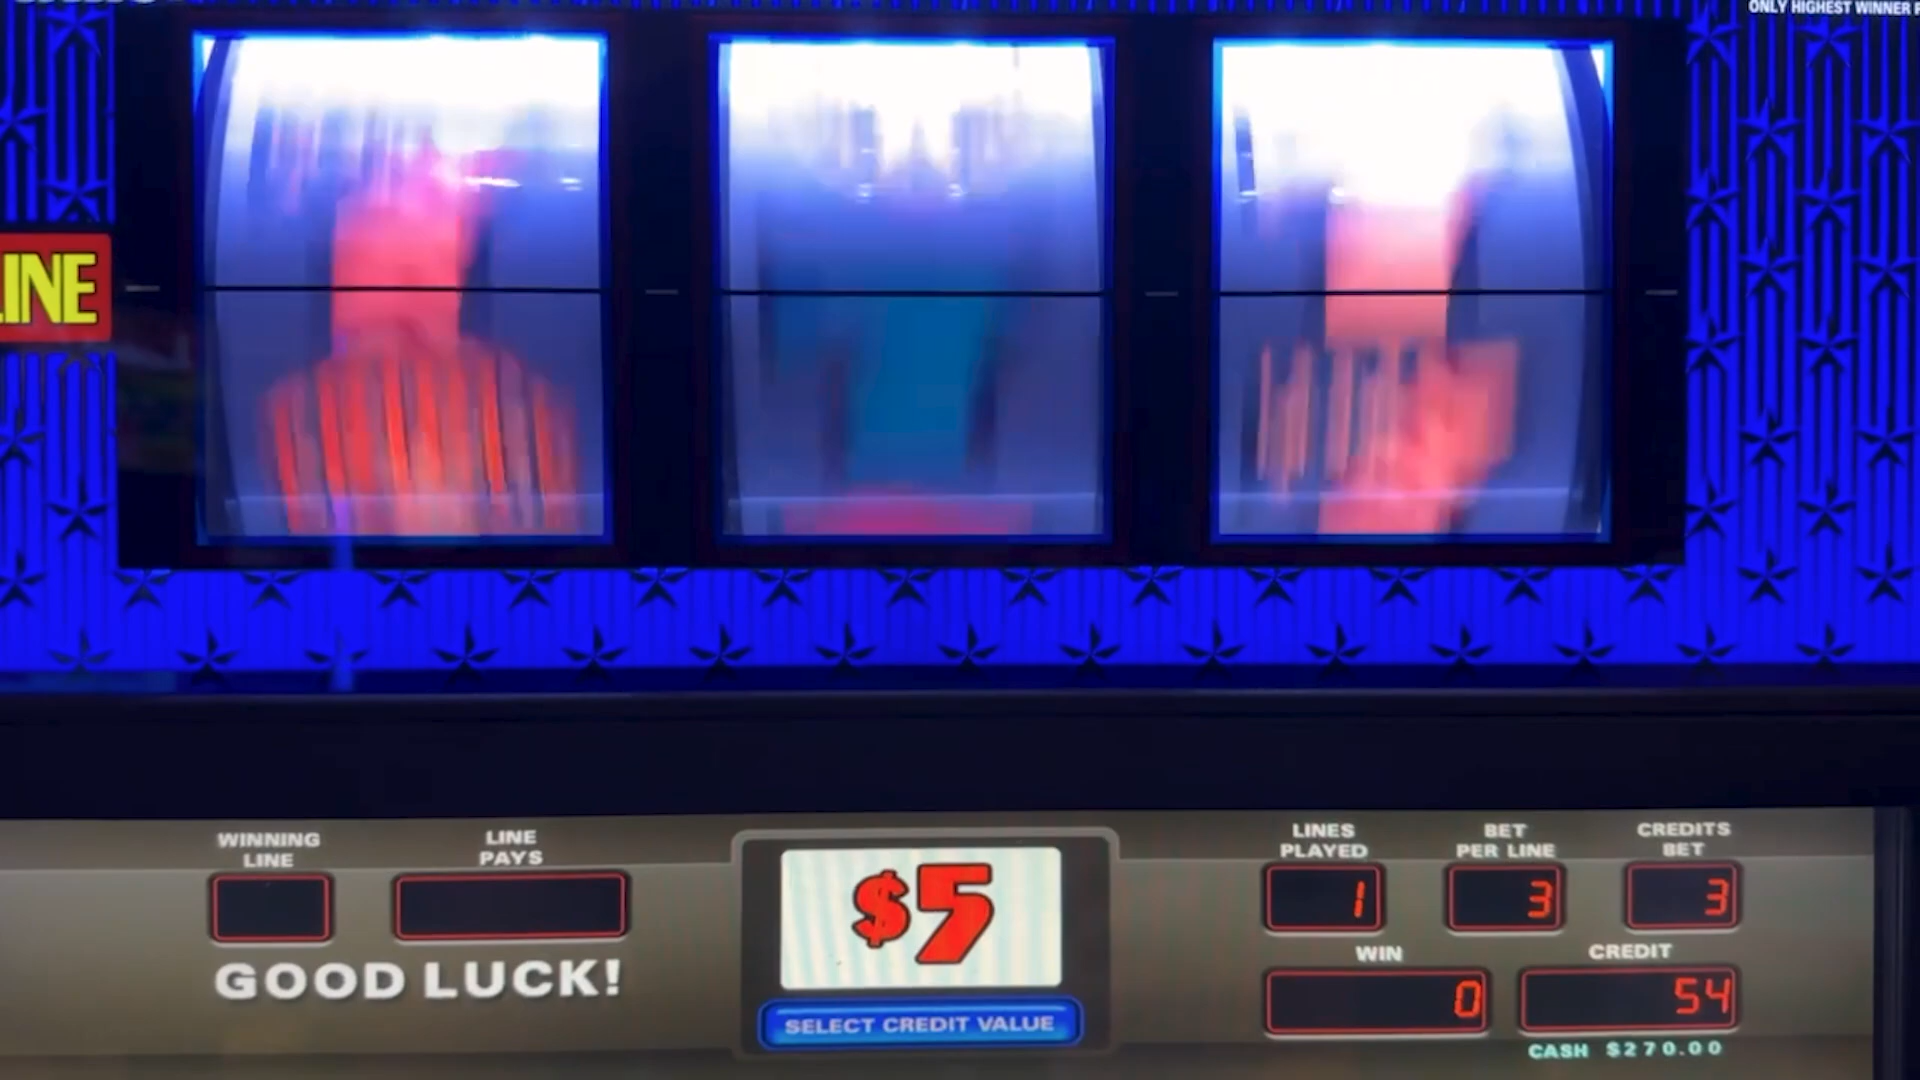 ONLY HIGHEST WINNER
LINE
WINNING
LINE
LINE
PAYS
$5
LINES
PLAYED
BET
PER LINE
CREDITS
BET
1
3
3
GOOD LUCK!
WIN
CREDIT
0
54
SELECT CREDIT VALUE
CASH $270.00